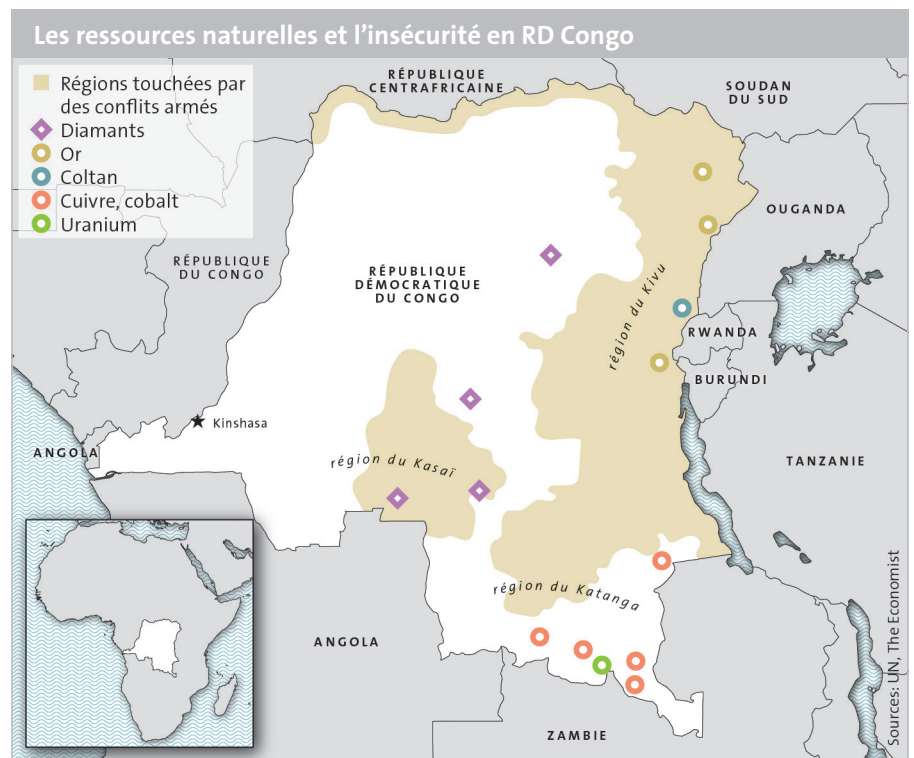 Les ressources naturelles et l'insécurité en RD Congo
Régions touchées par
des conflits armés
Diamants
Or
Coltan
Cuivre, cobalt
Uranium
RÉPUBLIQUE
CENTRAFRICAINE
SOUDAN
DU SUD
OUGANDA
RÉPUBLIQUE
DU CONGO
RÉPUBLIQUE
DÉMOCRATIQUE
DU CONGO
région du Kivu
RWANDA
BURUNDI
Kinshasa
ANGOLA
région du Kasaï
TANZANIE
région du Katanga
ANGOLA
ZAMBIE
Sources: UN, The Economist